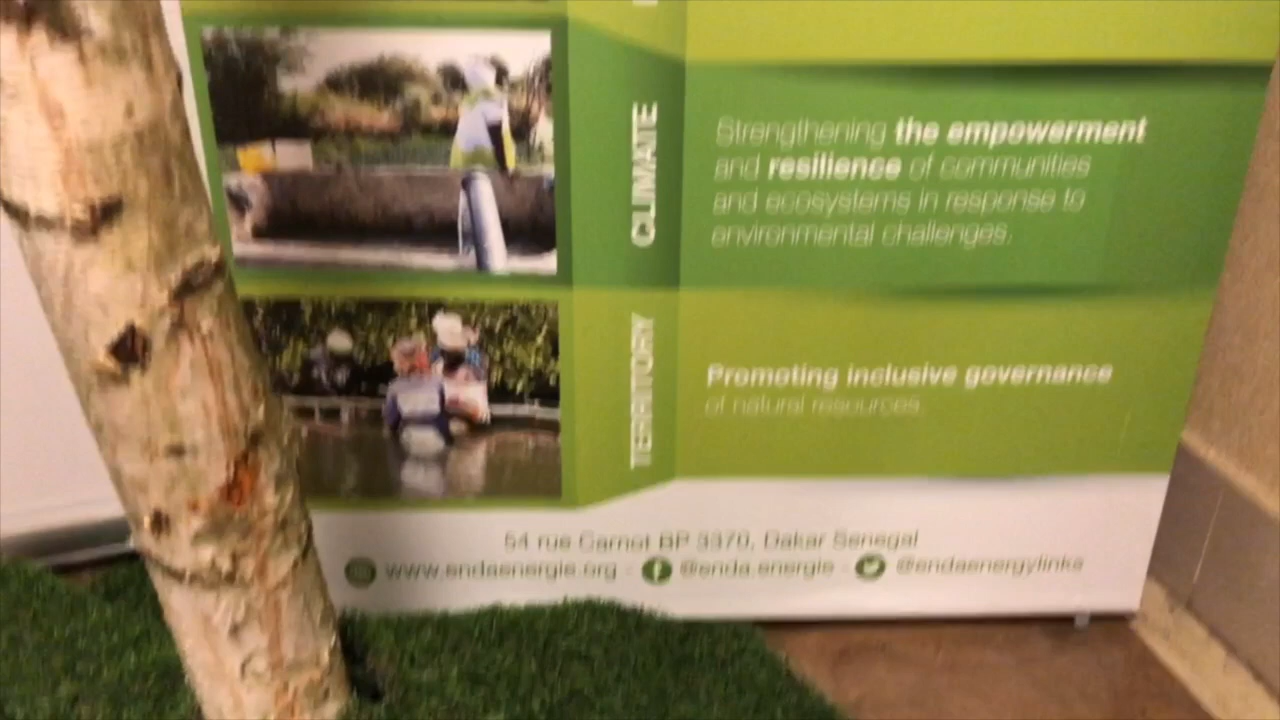 CLIMATE
Strengthening the empowerment
and resilience of communities
and ecosystems in response to
environmental challenges.
TERRITORY
Promoting inclusive governance
of natural resources.
54 rue Carnot BP 3370, Dakar Senegal
www.endaenergie.org - @enda.energie - @endaenergylinks